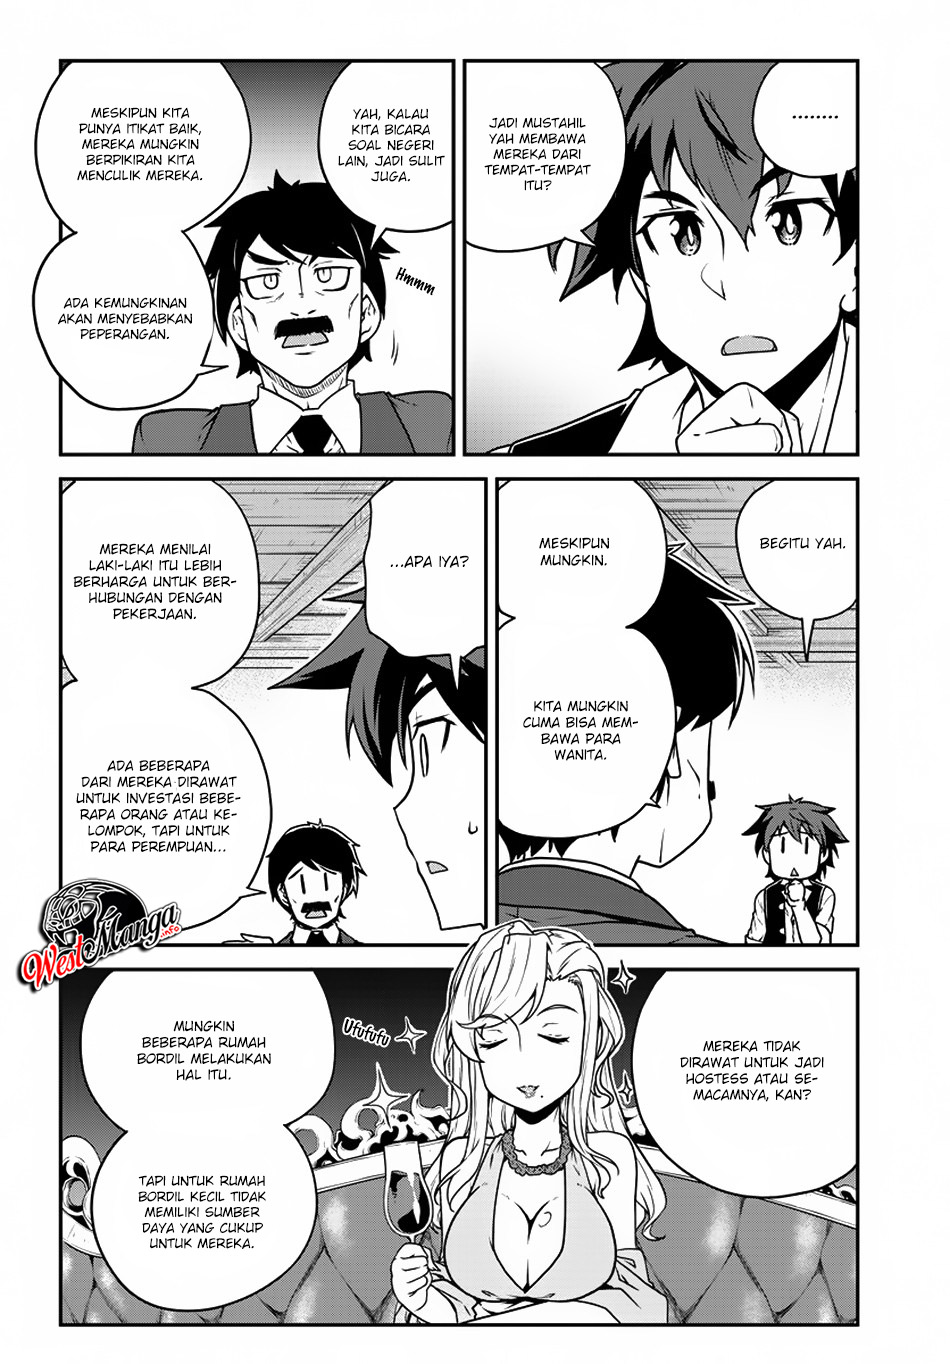 .........
JADI MUSTAHIL
YAH MEMBAWA
MEREKA DARI
TEMPAT-TEMPAT
ITU?
YAH, KALAU
KITA BICARA
SOAL NEGERI
LAIN, JADI SULIT
JUGA.
Hmmm
MESKIPUN KITA
PUNYA ITIKAT BAIK,
MEREKA MUNGKIN
BERPIKIRAN KITA
MENCULIK MEREKA.
ADA KEMUNGKINAN
AKAN MENYEBABKAN
PEPERANGAN.
BEGITU YAH.
MESKIPUN
MUNGKIN.
KITA MUNGKIN
CUMA BISA MEM-
BAWA PARA
WANITA.
...APA IYA?
MEREKA MENILAI
LAKI-LAKI ITU LEBIH
BERHARGA UNTUK BER-
HUBUNGAN DENGAN
PEKERJAAN.
ADA BEBERAPA
DARI MEREKA DIRAWAT
UNTUK INVESTASI BEBE-
RAPA ORANG ATAU KE-
LOMPOK, TAPI UNTUK
PARA PEREMPUAN...
MEREKA TIDAK
DIRAWAT UNTUK JADI
HOSTESS ATAU SE-
MACAMNYA, KAN?
Ufufufu
MUNGKIN
BEBERAPA RUMAH
BORDIL MELAKUKAN
HAL ITU.
TAPI UNTUK RUMAH
BORDIL KECIL TIDAK
MEMILIKI SUMBER
DAYA YANG CUKUP
UNTUK MEREKA.
WestManga
.info